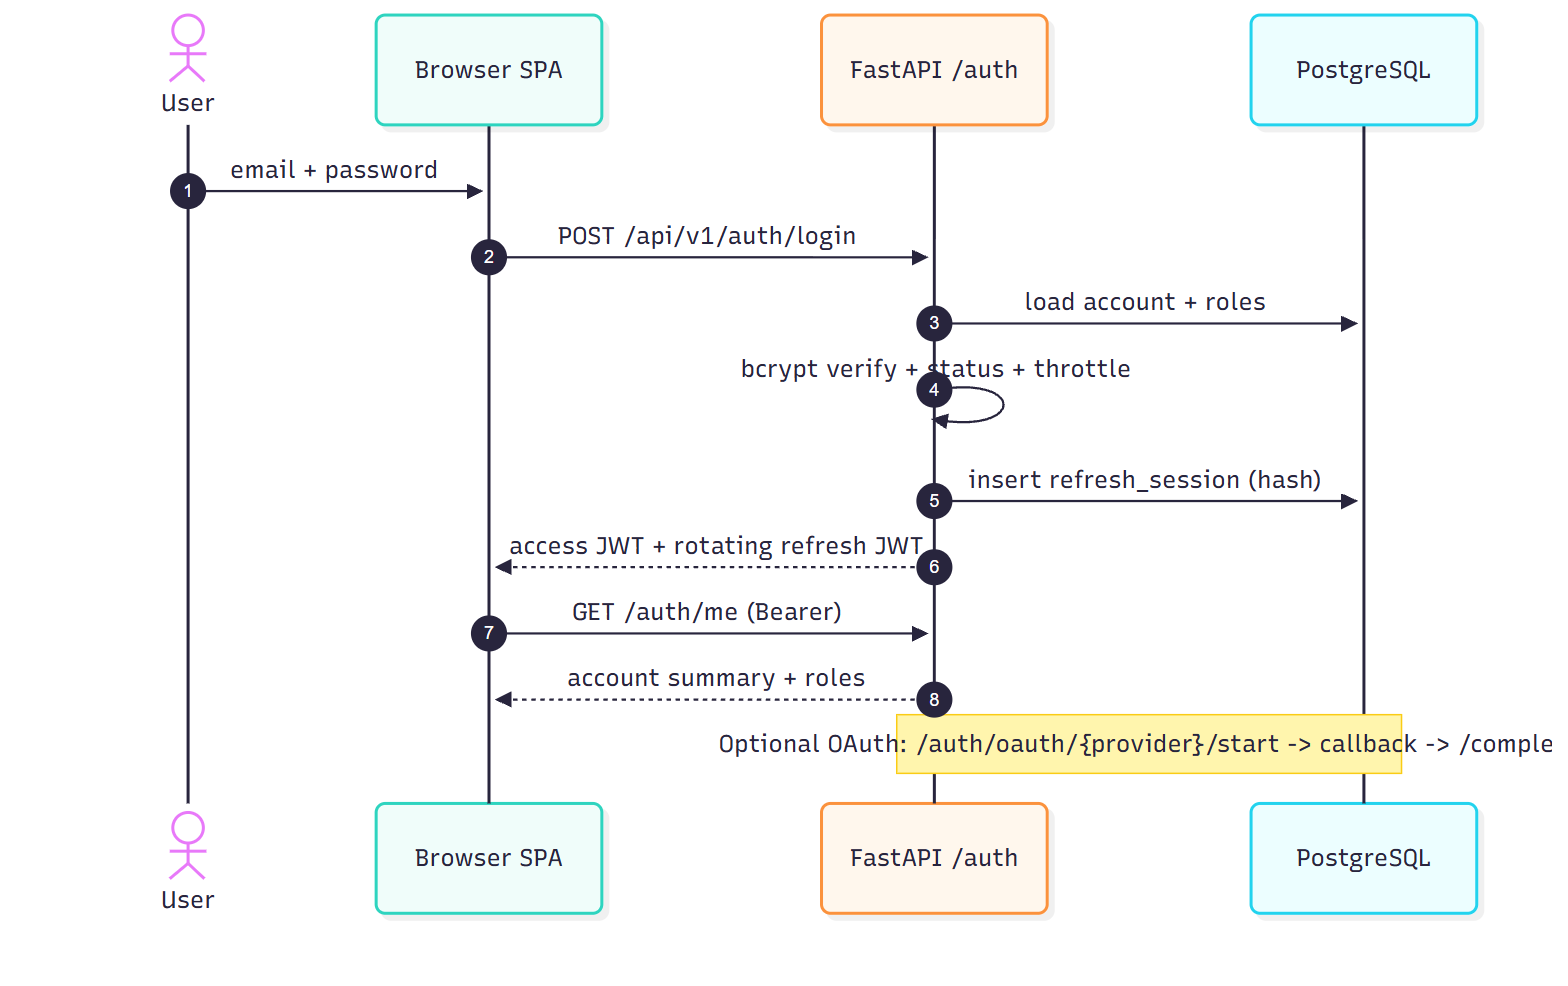 User
Browser SPA
FastAPI /auth
PostgreSQL
email + password
1
POST /api/v1/auth/login
2
load account + roles
3
bcrypt verify + status + throttle
4
insert refresh_session (hash)
5
access JWT + rotating refresh JWT
6
GET /auth/me (Bearer)
7
account summary + roles
8
Optional OAuth: /auth/oauth/{provider}/start -> callback -> /comple
Browser SPA
FastAPI /auth
PostgreSQL
User